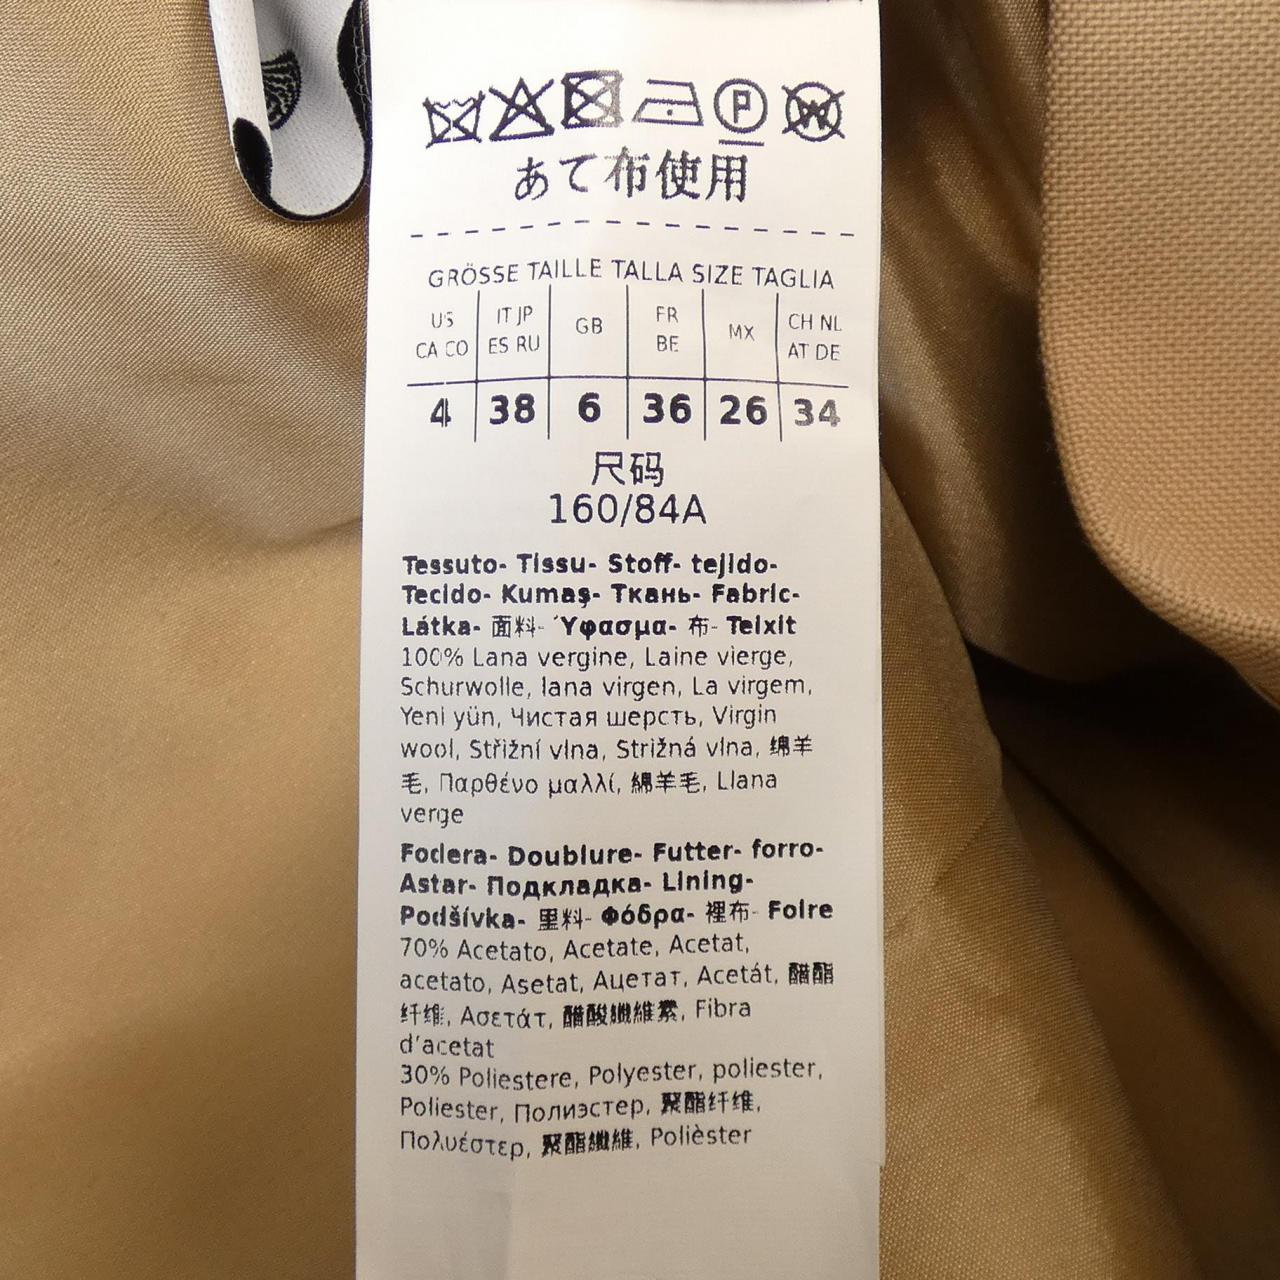 P W
あて布使用
GRÖSSE TAILLE TALLA SIZE TAGLIA
US CA CO IT JP ES RU GB FR BE MX CH NL AT DE
4 38 6 36 26 34
尺码
160/84A
Tessuto- Tissu- Stoff- tejido-
Tecido- Kumaş- Ткань- Fabric-
Látka- 面料- Ύφασμα- 布- Teixit
100% Lana vergine, Laine vierge,
Schurwolle, lana virgen, La virgem,
Yeni yün, Чистая шерсть, Virgin
wool, Střižní vlna, Strižná vlna, 绵羊
毛, Παρθένο μαλλί, 綿羊毛, Llana
verge
Fodera- Doublure- Futter- forro-
Astar- Подкладка- Lining-
Podšívka- 里料- Φόδρα- 裡布- Folre
70% Acetato, Acetate, Acetat,
acetato, Asetat, Ацетат, Acetát, 醋酯
纤维, Ασετάτ, 醋酸纖維素, Fibra
d'acetat
30% Poliestere, Polyester, poliester,
Poliester, Полиэстер, 聚酯纤维,
Πολυέστερ, 聚酯纖維, Polièster